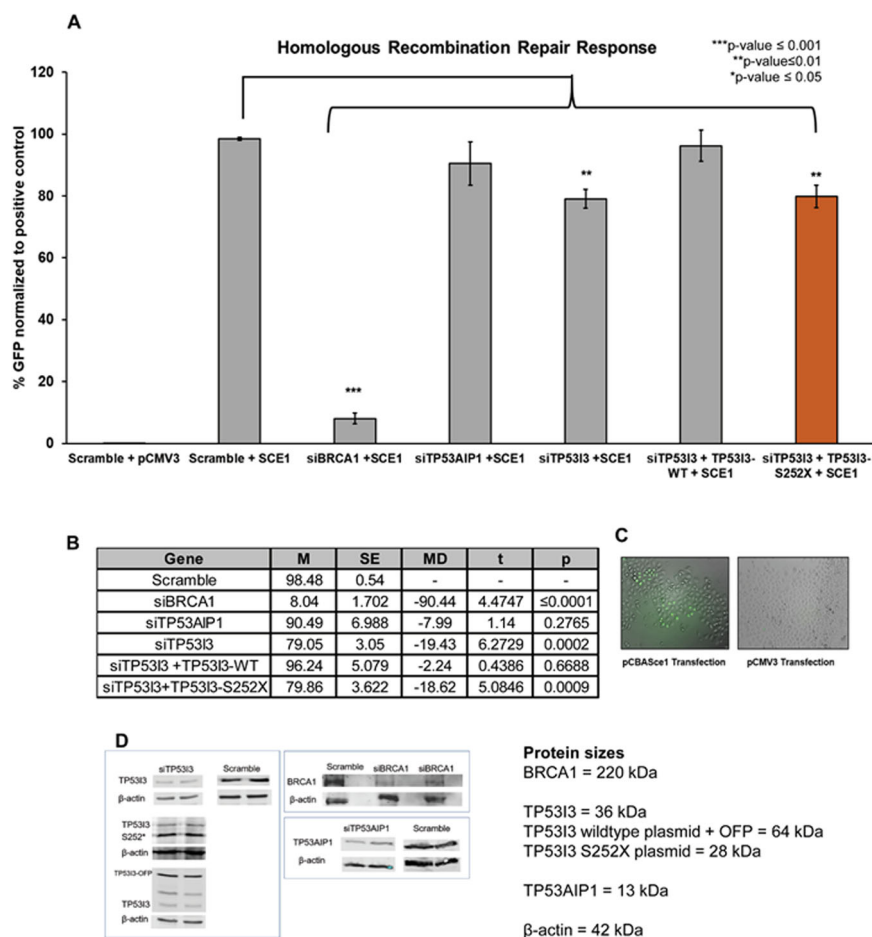 A
Homologous Recombination Repair Response
***p-value ≤ 0.001
**p-value≤0.01
*p-value ≤ 0.05
% GFP normalized to positive control
120
100
80
60
40
20
0
***
**
**
Scramble + pCMV3 Scramble + SCE1 siBRCA1 +SCE1 siTP53AIP1 +SCE1 siTP53I3 +SCE1 siTP53I3 + TP53I3- siTP53I3 + TP53I3-
WT + SCE1 S252X + SCE1
B
Gene M SE MD t p
Scramble 98.48 0.54 - - -
siBRCA1 8.04 1.702 -90.44 4.4747 ≤0.0001
siTP53AIP1 90.49 6.988 -7.99 1.14 0.2765
siTP53I3 79.05 3.05 -19.43 6.2729 0.0002
siTP53I3 +TP53I3-WT 96.24 5.079 -2.24 0.4386 0.6688
siTP53I3+TP53I3-S252X 79.86 3.622 -18.62 5.0846 0.0009
C
pCBASce1 Transfection pCMV3 Transfection
D
siTP53I3 Scramble
TP53I3
β-actin
TP53I3
S252*
β-actin
TP53I3-OFP
TP53I3
β-actin
Scramble siBRCA1 siBRCA1
BRCA1
β-actin
siTP53AIP1 Scramble
TP53AIP1
β-actin
Protein sizes
BRCA1 = 220 kDa
TP53I3 = 36 kDa
TP53I3 wildtype plasmid + OFP = 64 kDa
TP53I3 S252X plasmid = 28 kDa
TP53AIP1 = 13 kDa
β-actin = 42 kDa